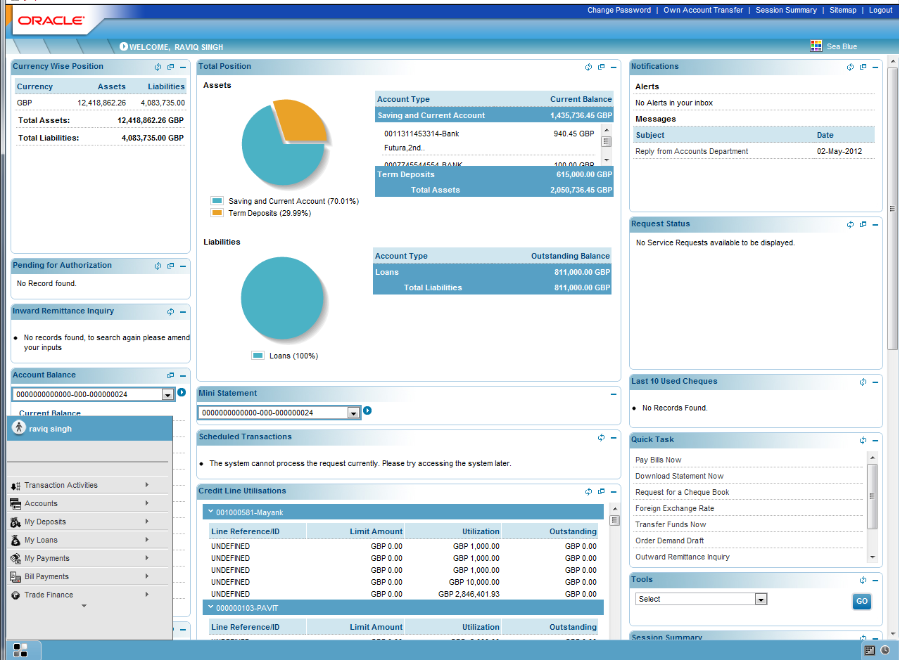 ORACLE
Change Password | Own Account Transfer | Session Summary | Sitemap | Logout
WELCOME, RAVIQ SINGH
Sea Blue
Currency Wise Position
Currency Assets Liabilities
GBP 12,418,862.26 4,083,735.00
Total Assets: 12,418,862.26 GBP
Total Liabilities: 4,083,735.00 GBP
Pending for Authorization
No Record found.
Inward Remittance Inquiry
No records found, to search again please amend
your inputs
Account Balance
0000000000000-000-000000024
Current Balance
raviq singh
Transaction Activities
Accounts
My Deposits
My Loans
My Payments
Bill Payments
Trade Finance
Total Position
Assets
Saving and Current Account (70.01%)
Term Deposits (29.99%)
Account Type Current Balance
Saving and Current Account 1,435,736.45 GBP
0011311453314-Bank 940.45 GBP
Futura,2nd..
0007745544554-BANK 100.00 GBP
Term Deposits 615,000.00 GBP
Total Assets 2,050,736.45 GBP
Liabilities
Loans (100%)
Account Type Outstanding Balance
Loans 811,000.00 GBP
Total Liabilities 811,000.00 GBP
Mini Statement
0000000000000-000-000000024
Scheduled Transactions
The system cannot process the request currently. Please try accessing the system later.
Credit Line Utilisations
001000581-Mayank
Line Reference/ID Limit Amount Utilization Outstanding
UNDEFINED GBP 0.00 GBP 1,000.00 GBP 0.00
UNDEFINED GBP 0.00 GBP 1,000.00 GBP 0.00
UNDEFINED GBP 0.00 GBP 1,000.00 GBP 0.00
UNDEFINED GBP 0.00 GBP 10,000.00 GBP 0.00
UNDEFINED GBP 0.00 GBP 2,846,401.93 GBP 0.00
000000103-PAVIT
Line Reference/ID Limit Amount Utilization Outstanding
Notifications
Alerts
No Alerts in your inbox
Messages
Subject Date
Reply from Accounts Department 02-May-2012
Request Status
No Service Requests available to be displayed.
Last 10 Used Cheques
No Records Found.
Quick Task
Pay Bills Now
Download Statement Now
Request for a Cheque Book
Foreign Exchange Rate
Transfer Funds Now
Order Demand Draft
Outward Remittance Inquiry
Tools
Select
GO
Session Summary